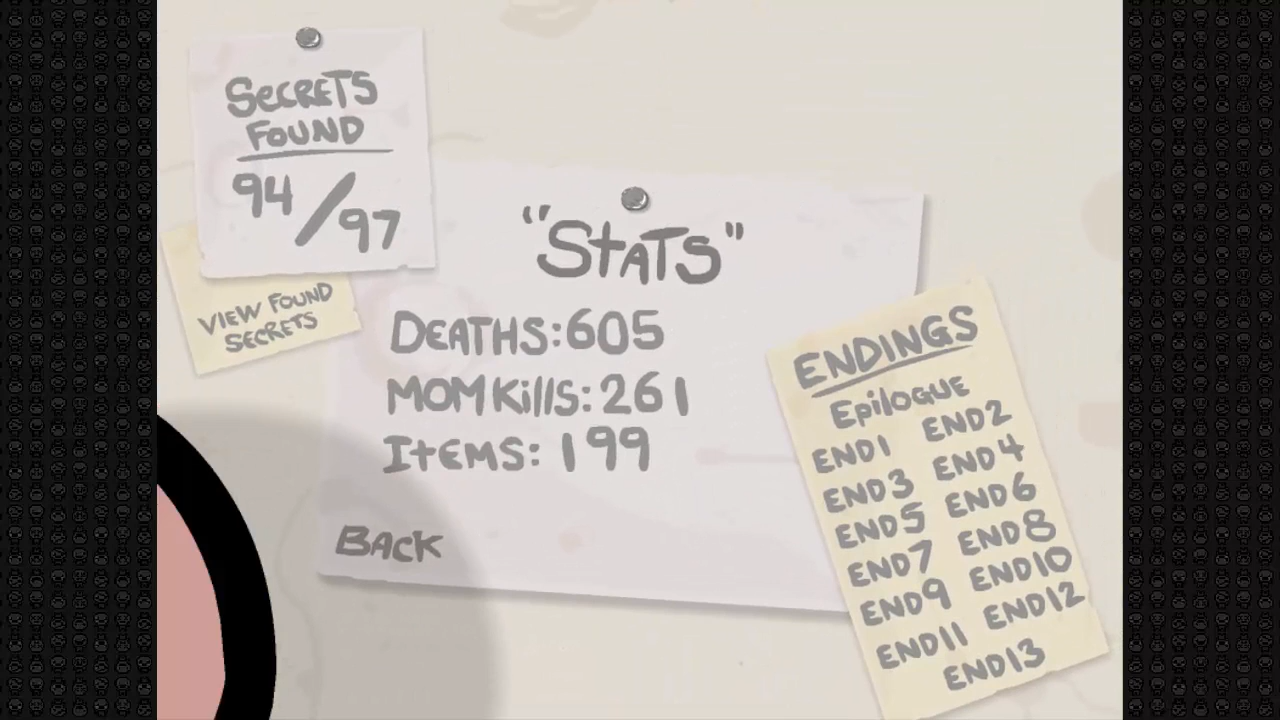 SECRETS
FOUND
94/97
VIEW FOUND
SECRETS
"STATS"
DEATHS:605
MOM Kills:261
ITEMS: 199
BACK
ENDINGS
EpiloGUE
END1 END2
END3 END4
END5 END6
END7 END8
END9 END10
END11 END12
END13